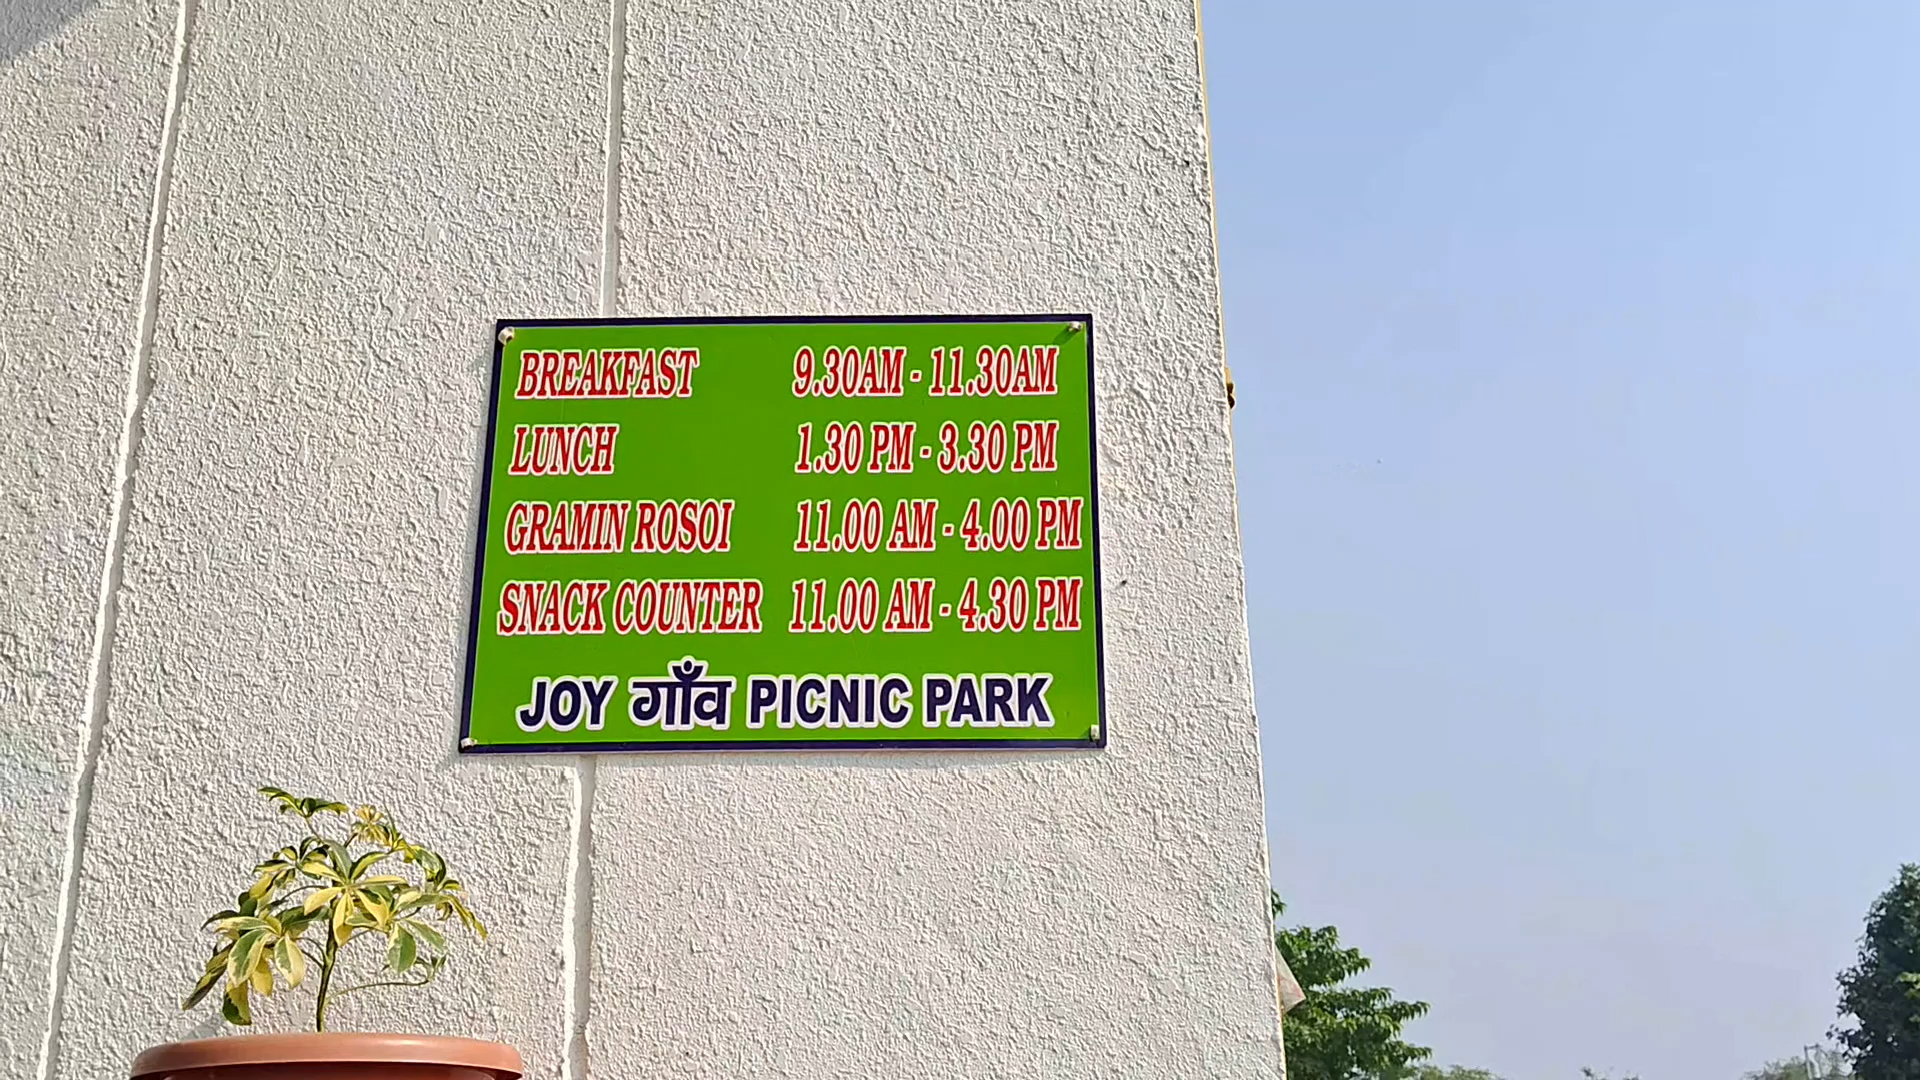 BREAKFAST 9.30AM - 11.30AM
LUNCH 1.30 PM - 3.30 PM
GRAMIN ROSOI 11.00 AM - 4.00 PM
SNACK COUNTER 11.00 AM - 4.30 PM
JOY गाँव PICNIC PARK